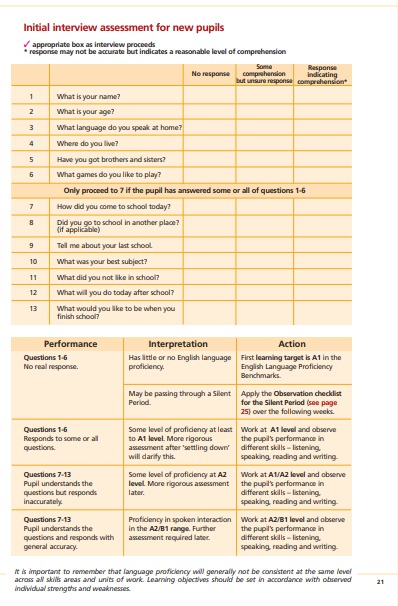 Initial interview assessment for new pupils
✓ appropriate box as interview proceeds
* response may not be accurate but indicates a reasonable level of comprehension
No response
Some
comprehension
but unsure response
Response
indicating
comprehension*
1 What is your name?
2 What is your age?
3 What language do you speak at home?
4 Where do you live?
5 Have you got brothers and sisters?
6 What games do you like to play?
Only proceed to 7 if the pupil has answered some or all of questions 1-6
7 How did you come to school today?
8 Did you go to school in another place?
(if applicable)
9 Tell me about your last school.
10 What was your best subject?
11 What did you not like in school?
12 What will you do today after school?
13 What would you like to be when you
finish school?
Performance Interpretation Action
Questions 1-6
No real response.
Has little or no English language
proficiency.
First learning target is A1 in the
English Language Proficiency
Benchmarks.
May be passing through a Silent
Period.
Apply the Observation checklist
for the Silent Period (see page
25) over the following weeks.
Questions 1-6
Responds to some or all
questions.
Some level of proficiency at least
to A1 level. More rigorous
assessment after 'settling down'
will clarify this.
Work at A1 level and observe
the pupil's performance in
different skills – listening,
speaking, reading and writing.
Questions 7-13
Pupil understands the
questions but responds
inaccurately.
Some level of proficiency at A2
level. More rigorous assessment
later.
Work at A1/A2 level and observe
the pupil's performance in
different skills – listening,
speaking, reading and writing.
Questions 7-13
Pupil understands the
questions and responds with
general accuracy.
Proficiency in spoken interaction
in the A2/B1 range. Further
assessment required later.
Work at A2/B1 level and observe
the pupil's performance in
different skills – listening,
speaking, reading and writing.
It is important to remember that language proficiency will generally not be consistent at the same level
across all skills areas and units of work. Learning objectives should be set in accordance with observed
individual strengths and weaknesses.
21